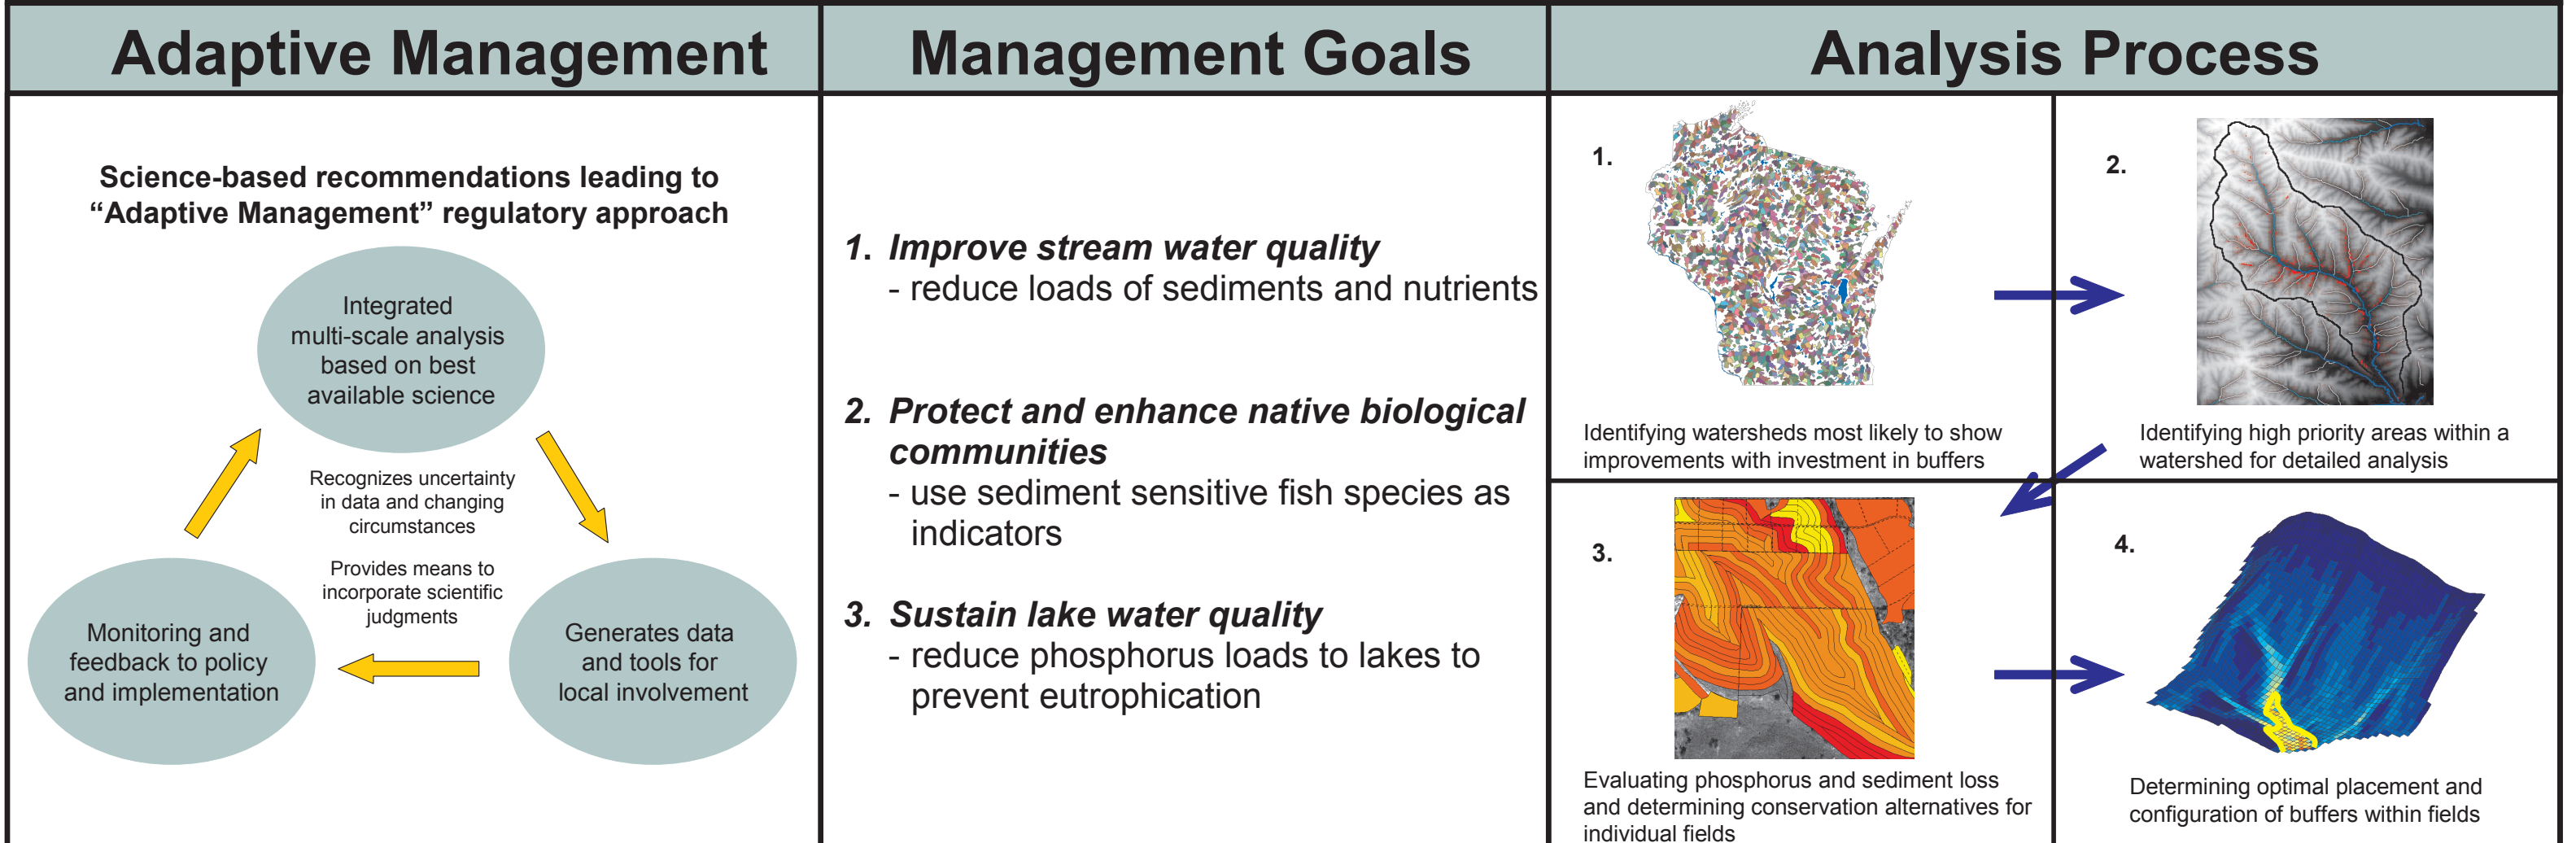 Adaptive Management
Science-based recommendations leading to
“Adaptive Management” regulatory approach
Integrated
multi-scale analysis
based on best
available science
Recognizes uncertainty
in data and changing
circumstances
Provides means to
incorporate scientific
judgments
Monitoring and
feedback to policy
and implementation
Generates data
and tools for
local involvement
Management Goals
1. Improve stream water quality
- reduce loads of sediments and nutrients
2. Protect and enhance native biological
communities
- use sediment sensitive fish species as
indicators
3. Sustain lake water quality
- reduce phosphorus loads to lakes to
prevent eutrophication
Analysis Process
1.
Identifying watersheds most likely to show
improvements with investment in buffers
2.
Identifying high priority areas within a
watershed for detailed analysis
3.
Evaluating phosphorus and sediment loss
and determining conservation alternatives for
individual fields
4.
Determining optimal placement and
configuration of buffers within fields